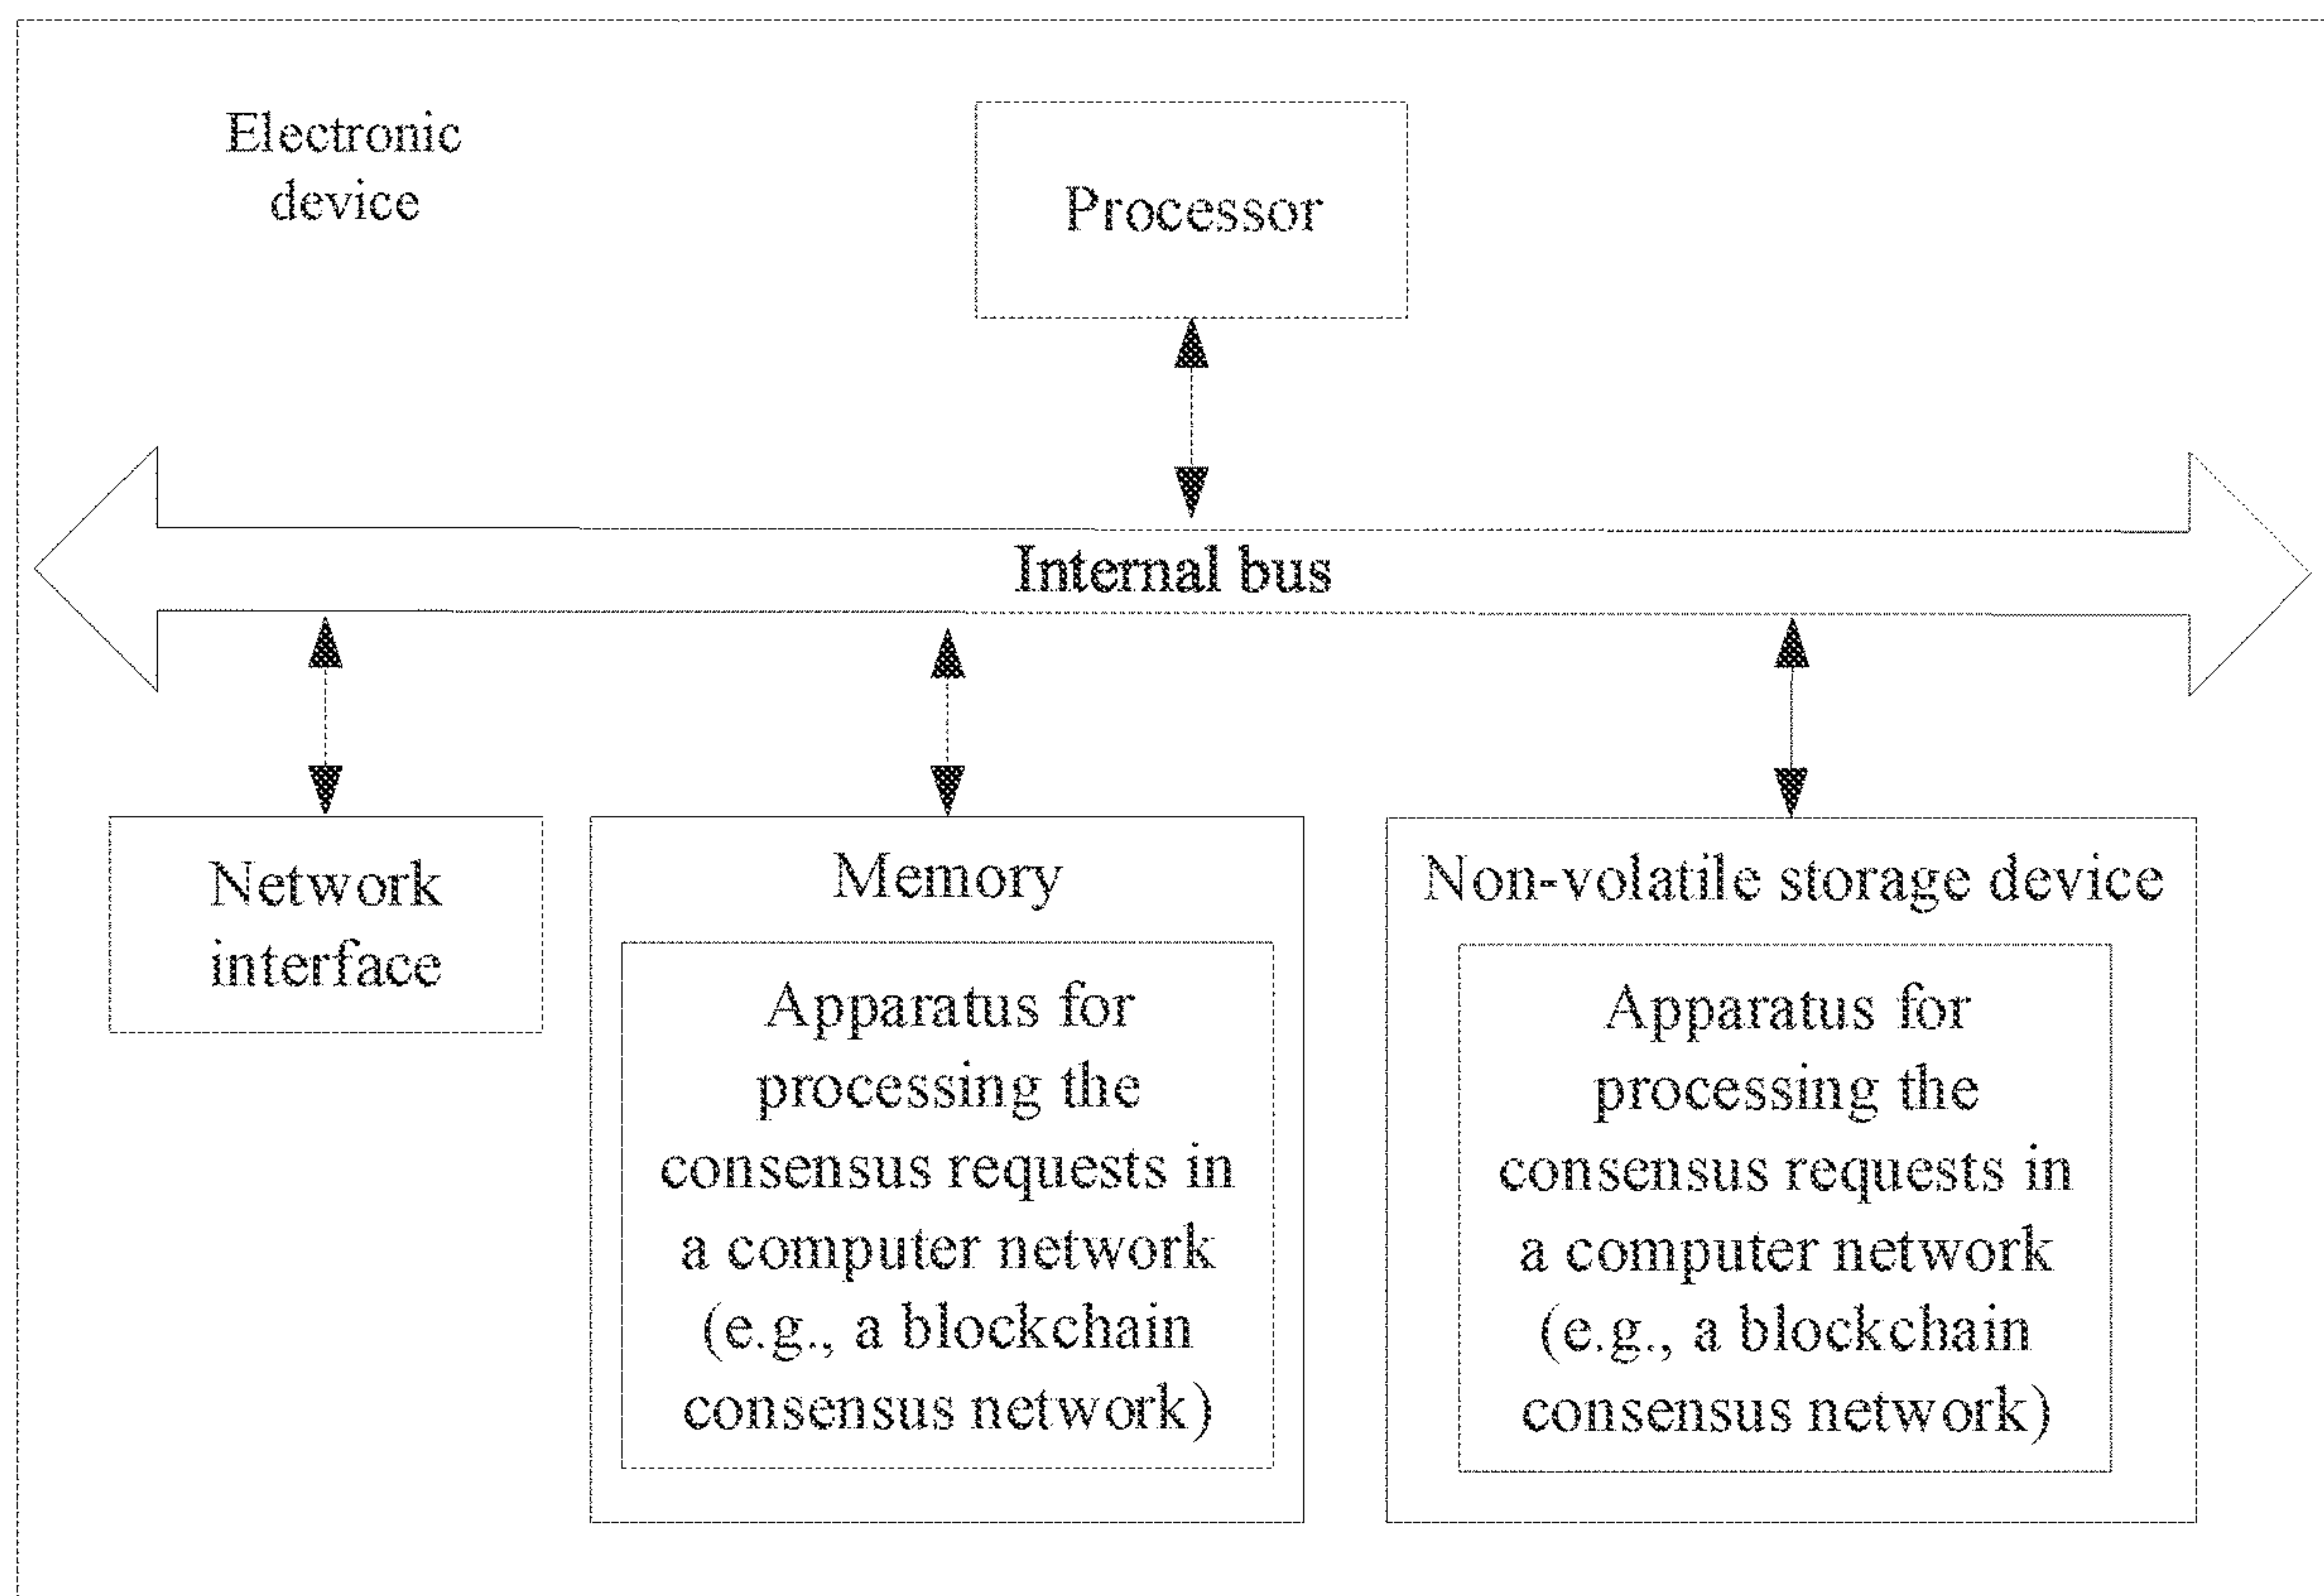 Electronic
device
Processor
Internal bus
Network
interface
Memory
Apparatus for
processing the
consensus requests in
a computer network
(e.g., a blockchain
consensus network)
Non-volatile storage device
Apparatus for
processing the
consensus requests in
a computer network
(e.g., a blockchain
consensus network)